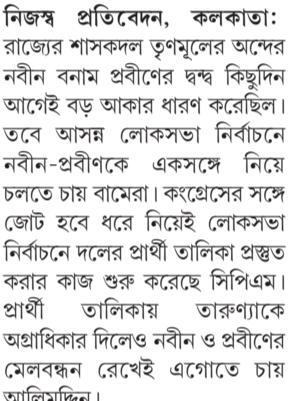 নিজস্ব প্রতিবেদন, কলকাতা:
রাজ্যের শাসকদল তৃণমূলের অন্দের
নবীন বনাম প্রবীণের দ্বন্দ্ব কিছুদিন
আগেই বড় আকার ধারণ করেছিল।
তবে আসন্ন লোকসভা নির্বাচনে
নবীন-প্রবীণকে একসঙ্গে নিয়ে
চলতে চায় বামেরা। কংগ্রেসের সঙ্গে
জোট হবে ধরে নিয়েই লোকসভা
নির্বাচনে দলের প্রার্থী তালিকা প্রস্তুত
করার কাজ শুরু করেছে সিপিএম।
প্রার্থী তালিকায় তারুণ্যাকে
অগ্রাধিকার দিলেও নবীন ও প্রবীণের
মেলবন্ধন রেখেই এগোতে চায়
আলিমুদ্দিন।